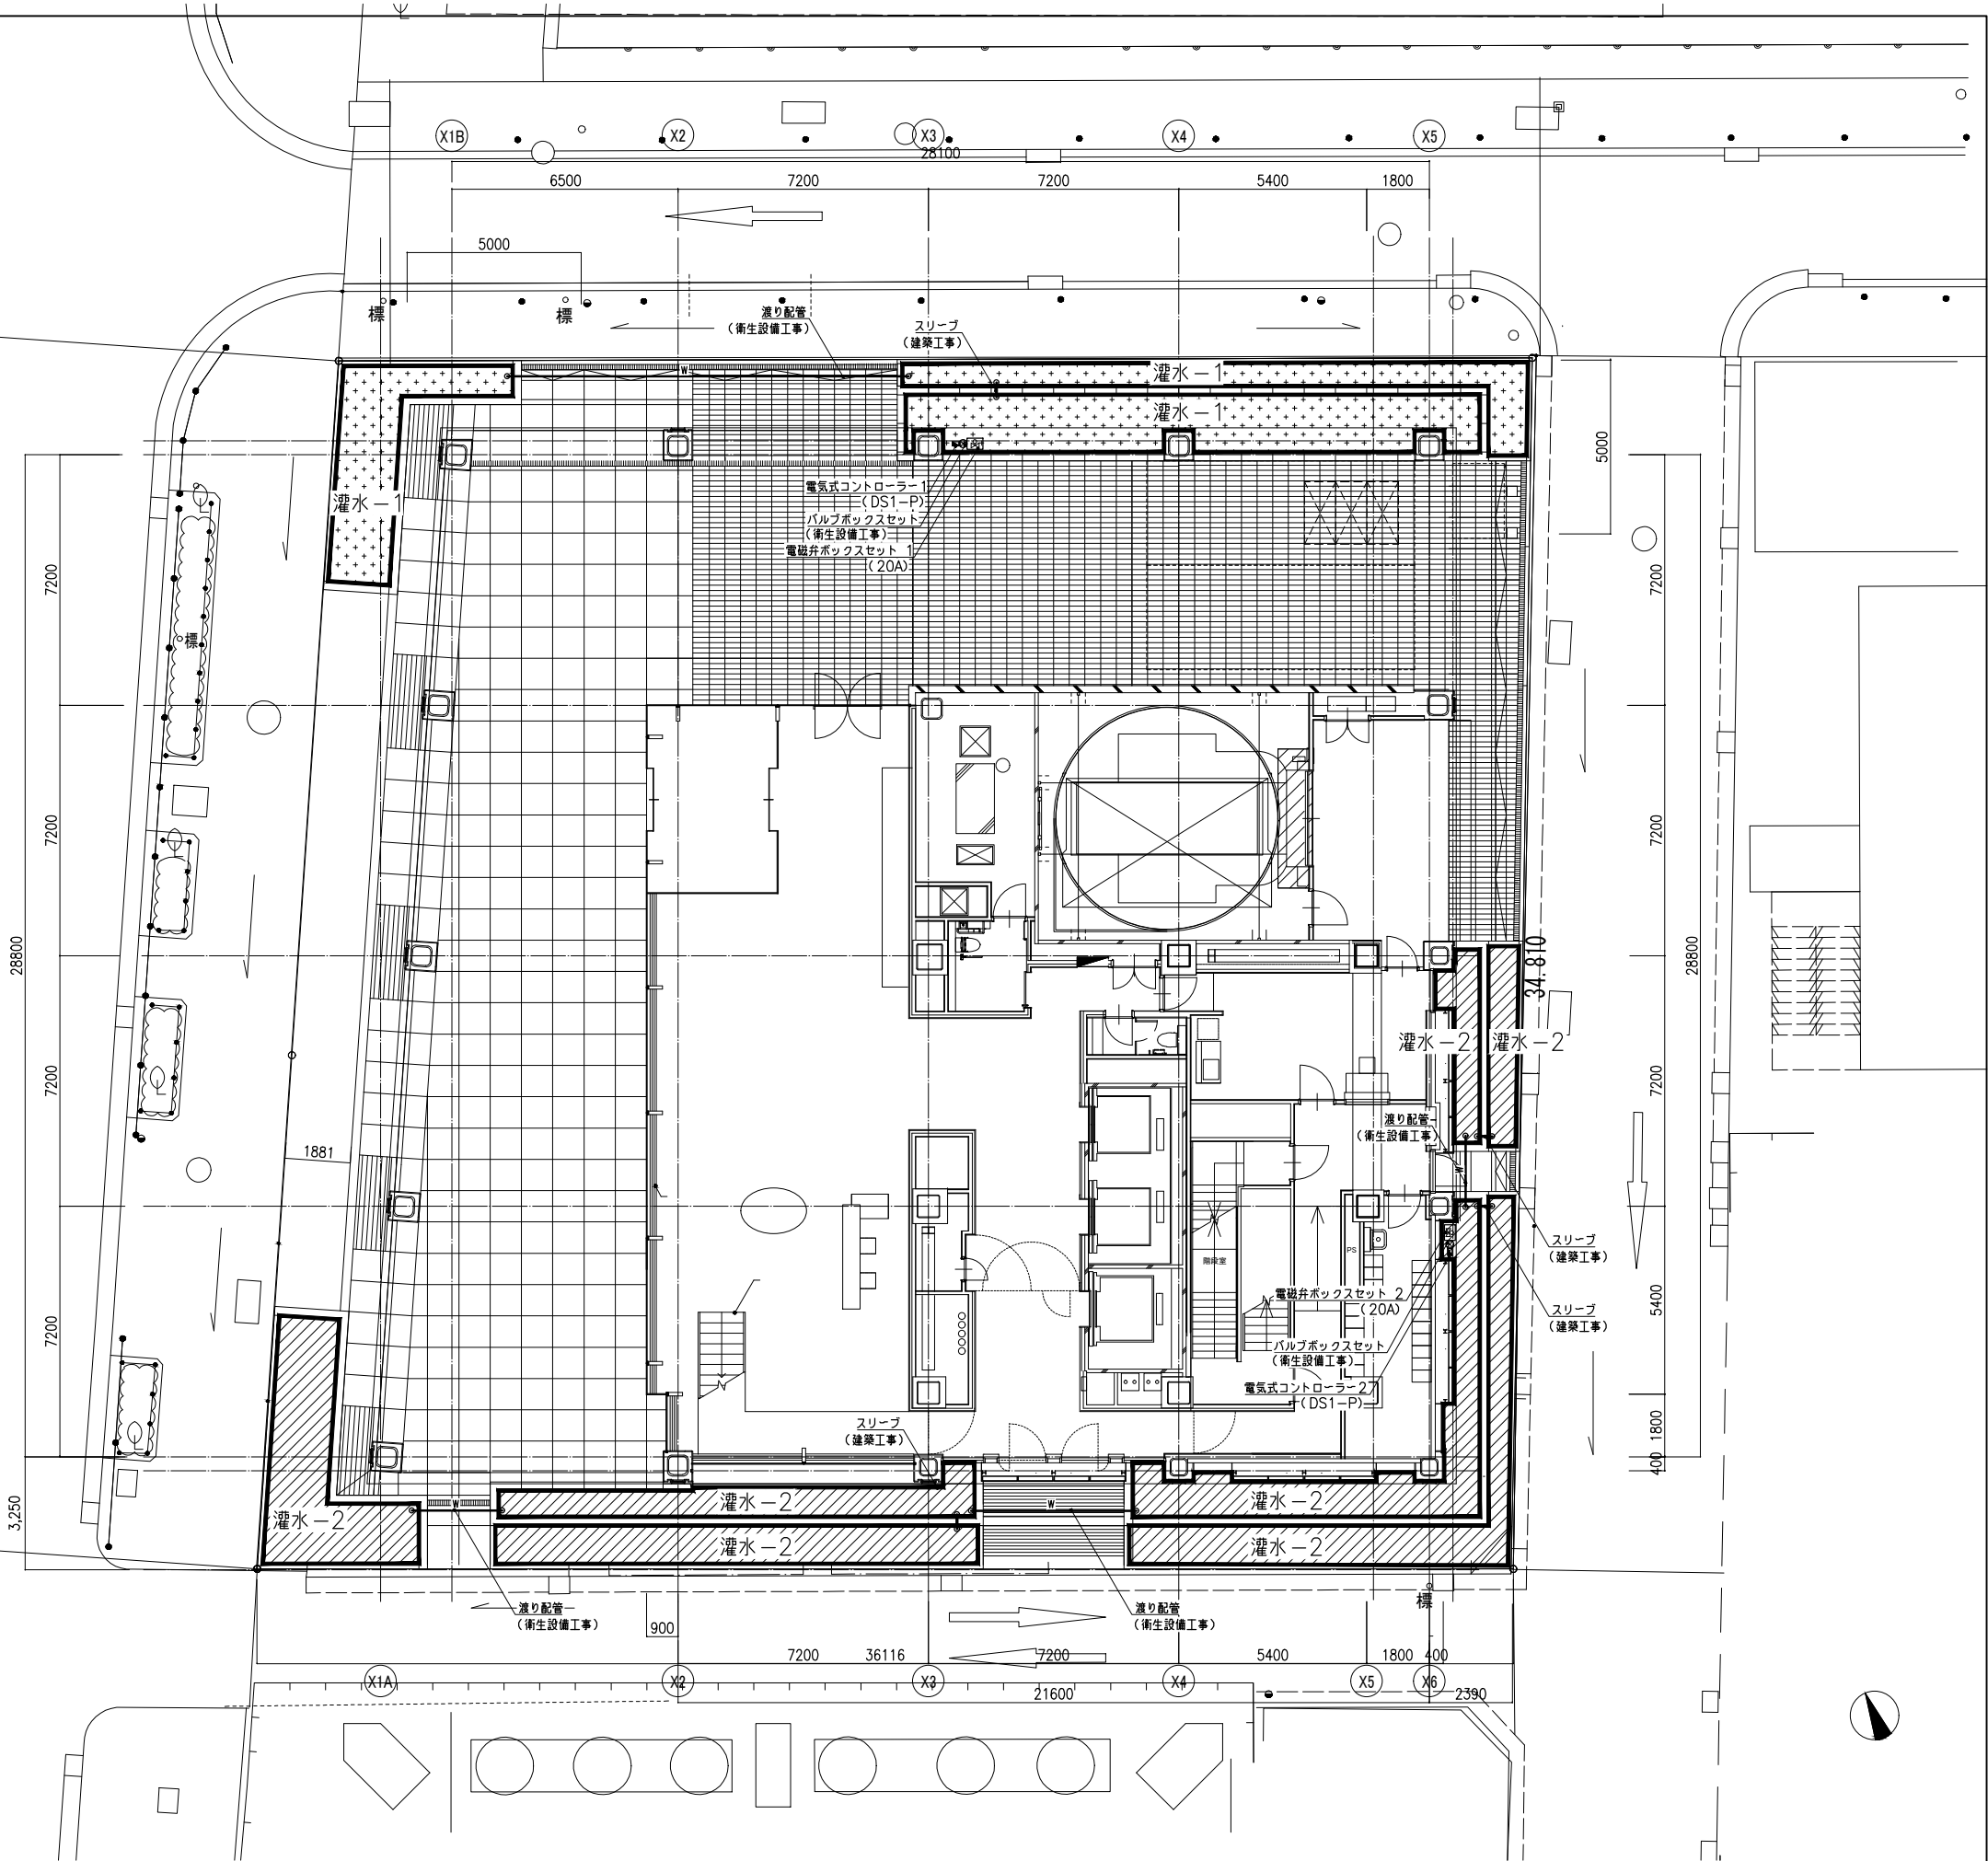 X1B
X2
X3
X4
X5
28100
6500
7200
7200
5400
1800
5000
標
標
渡り配管
(衛生設備工事)
スリーブ
(建築工事)
W
灌水-1
灌水-1
灌水-1
5000
電気式コントローラー1
(DS1-P)
バルブボックスセット
(衛生設備工事)
電磁弁ボックスセット 1
(20A)
7200
7200
標
7200
7200
28800
34.810
28800
灌水-2
灌水-2
7200
7200
渡り配管
(衛生設備工事)
W
1881
スリーブ
(建築工事)
PS
階段室
電磁弁ボックスセット 2
(20A)
スリーブ
(建築工事)
7200
5400
バルブボックスセット
(衛生設備工事)
電気式コントローラー2
(DS1-P)
スリーブ
(建築工事)
1800
400
3,250
灌水-2
W
灌水-2
W
灌水-2
灌水-2
灌水-2
標
渡り配管
(衛生設備工事)
渡り配管
(衛生設備工事)
900
7200
36116
7200
5400
1800
400
X1A
X2
X3
X4
X5
X6
21600
2390